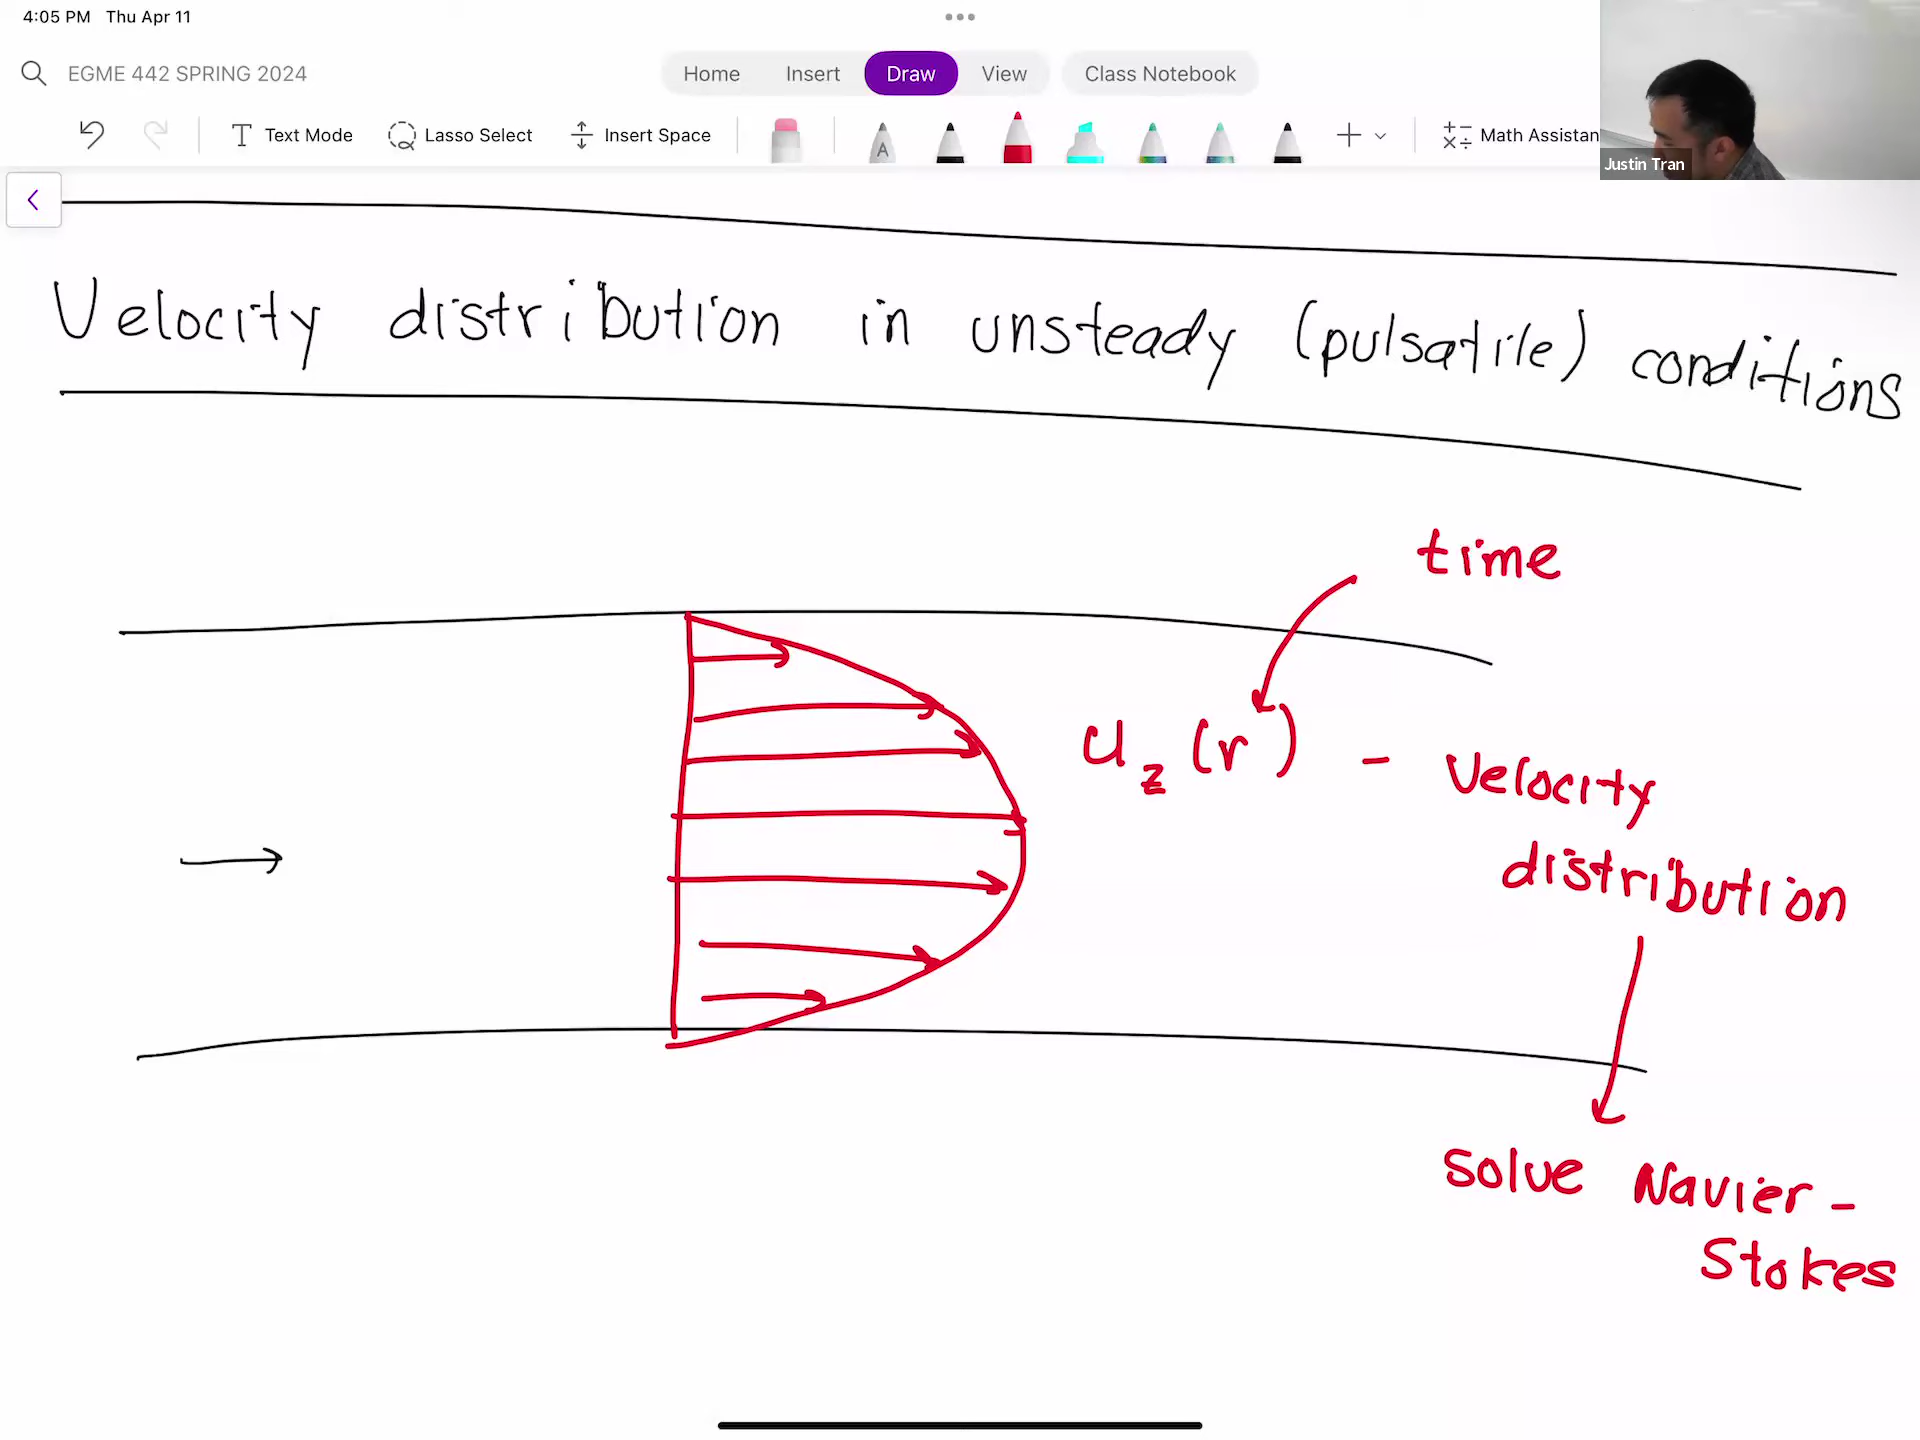 4:05 PM Thu Apr 11
EGME 442 SPRING 2024
Home Insert Draw View Class Notebook
Text Mode Lasso Select Insert Space A Math Assistan
Justin Tran
Velocity distribution in unsteady (pulsatile) conditions
time
u_z (r ) - velocity
distribution
solve Navier-
Stokes